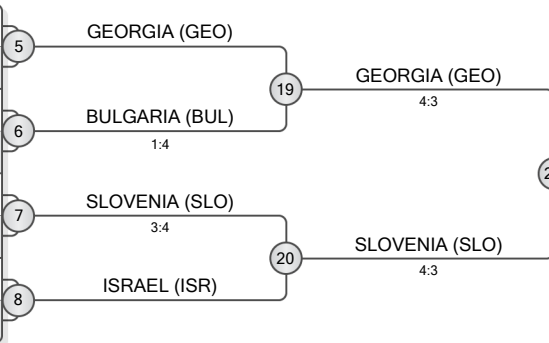 GEORGIA (GEO)
5
19
GEORGIA (GEO)
4:3
BULGARIA (BUL)
6
1:4
SLOVENIA (SLO)
7
3:4
20
SLOVENIA (SLO)
4:3
ISRAEL (ISR)
8